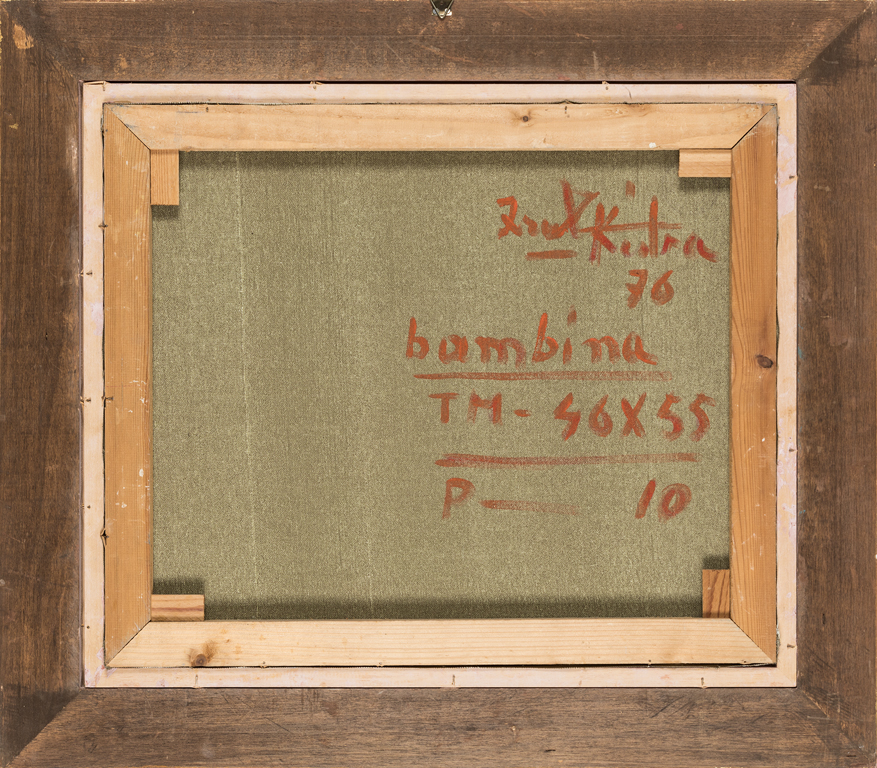 76
bambina
TM - 46X55
P — 10